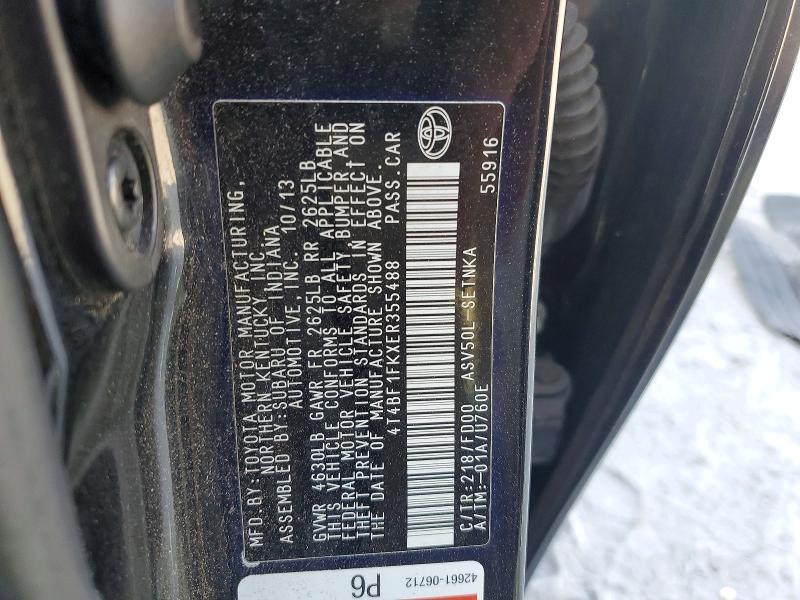 MFD.BY:TOYOTA MOTOR MANUFACTURING,
NORTHERN KENTUCKY, INC.
ASSEMBLED BY:SUBARU OF INDIANA
AUTOMOTIVE, INC. 10/13
GVWR 4630LB GAWR FR 2625LB RR 2625LB
THIS VEHICLE CONFORMS TO ALL APPLICABLE
FEDERAL MOTOR VEHICLE SAFETY, BUMPER, AND
THEFT PREVENTION STANDARDS IN EFFECT ON
THE DATE OF MANUFACTURE SHOWN ABOVE.
4T4BF1FKXER355488 PASS.CAR
C/TR:218/FD00 ASV50L-SETNKA
A/TM:-01A/U760E 55916
42661-06712
P6